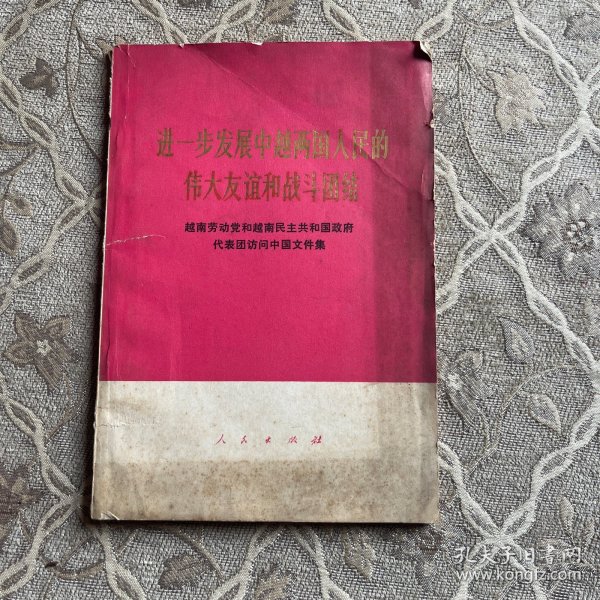 进一步发展中越两国人民的
伟大友谊和战斗团结
越南劳动党和越南民主共和国政府
代表团访问中国文件集
人民出版社
孔夫子旧书网
www.kongfz.com